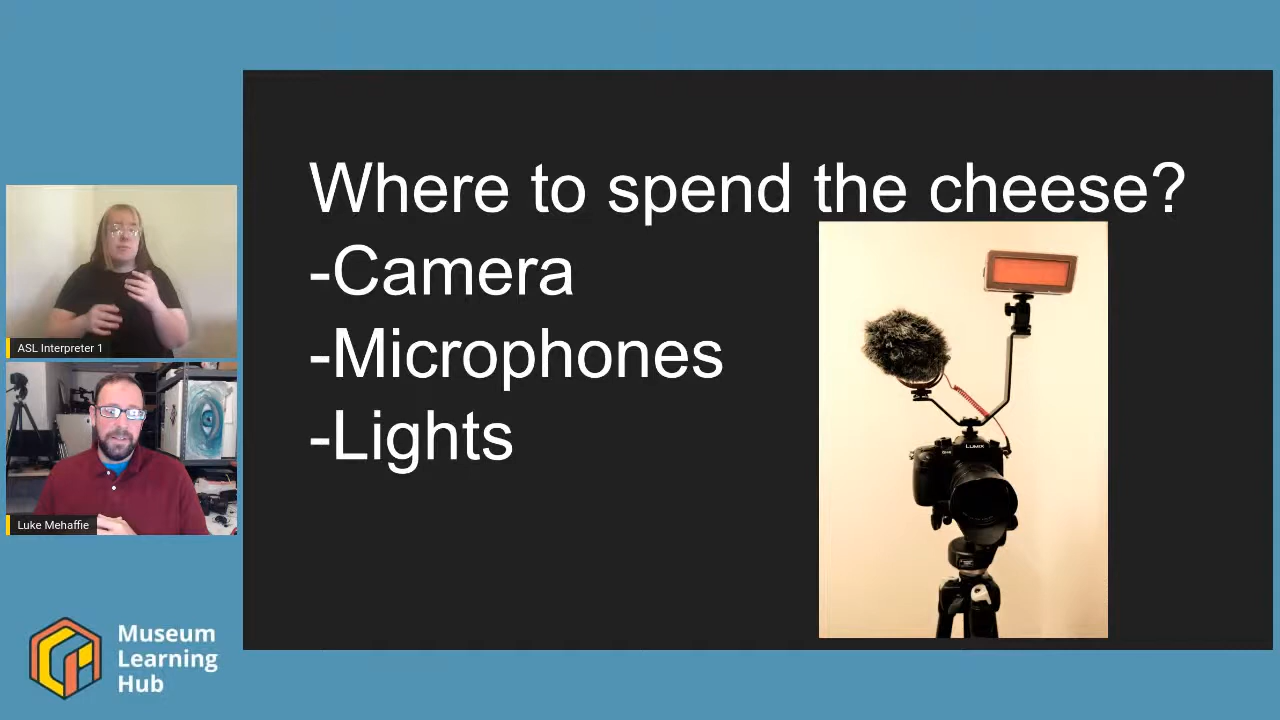 Where to spend the cheese?
-Camera
-Microphones
-Lights
LUMIX
ASL Interpreter 1
Luke Mehaffie
Museum
Learning
Hub